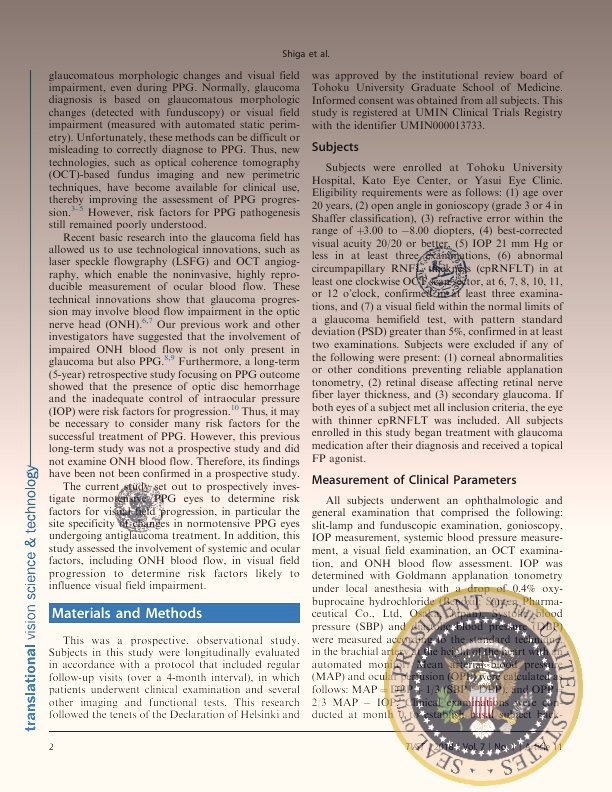 Shiga et al.
glaucomatous morphologic changes and visual field
impairment, even during PPG. Normally, glaucoma
diagnosis is based on glaucomatous morphologic
changes (detected with funduscopy) or visual field
impairment (measured with automated static perim-
etry). Unfortunately, these methods can be difficult or
misleading to correctly diagnose to PPG. Thus, new
technologies, such as optical coherence tomography
(OCT)-based fundus imaging and new perimetric
techniques, have become available for clinical use,
thereby improving the assessment of PPG progres-
sion.3–5 However, risk factors for PPG pathogenesis
still remained poorly understood.
Recent basic research into the glaucoma field has
allowed us to use technological innovations, such as
laser speckle flowgraphy (LSFG) and OCT angiog-
raphy, which enable the noninvasive, highly repro-
ducible measurement of ocular blood flow. These
technical innovations show that glaucoma progres-
sion may involve blood flow impairment in the optic
nerve head (ONH).6,7 Our previous work and other
investigators have suggested that the involvement of
impaired ONH blood flow is not only present in
glaucoma but also PPG.8,9 Furthermore, a long-term
(5-year) retrospective study focusing on PPG outcome
showed that the presence of optic disc hemorrhage
and the inadequate control of intraocular pressure
(IOP) were risk factors for progression.10 Thus, it may
be necessary to consider many risk factors for the
successful treatment of PPG. However, this previous
long-term study was not a prospective study and did
not examine ONH blood flow. Therefore, its findings
have been not been confirmed in a prospective study.
The current study set out to prospectively inves-
tigate normotensive PPG eyes to determine risk
factors for visual field progression, in particular the
site specificity of changes in normotensive PPG eyes
undergoing antiglaucoma treatment. In addition, this
study assessed the involvement of systemic and ocular
factors, including ONH blood flow, in visual field
progression to determine risk factors likely to
influence visual field impairment.
Materials and Methods
This was a prospective, observational study.
Subjects in this study were longitudinally evaluated
in accordance with a protocol that included regular
follow-up visits (over a 4-month interval), in which
patients underwent clinical examination and several
other imaging and functional tests. This research
followed the tenets of the Declaration of Helsinki and
was approved by the institutional review board of
Tohoku University Graduate School of Medicine.
Informed consent was obtained from all subjects. This
study is registered at UMIN Clinical Trials Registry
with the identifier UMIN000013733.
Subjects
Subjects were enrolled at Tohoku University
Hospital, Kato Eye Center, or Yasui Eye Clinic.
Eligibility requirements were as follows: (1) age over
20 years, (2) open angle in gonioscopy (grade 3 or 4 in
Shaffer classification), (3) refractive error within the
range of +3.00 to −8.00 diopters, (4) best-corrected
visual acuity 20/20 or better, (5) IOP 21 mm Hg or
less in at least three examinations, (6) abnormal
circumpapillary RNFL thickness (cpRNFLT) in at
least one clockwise OCT scan sector, at 6, 7, 8, 10, 11,
or 12 o'clock, confirmed in at least three examina-
tions, and (7) a visual field within the normal limits of
a glaucoma hemifield test, with pattern standard
deviation (PSD) greater than 5%, confirmed in at least
two examinations. Subjects were excluded if any of
the following were present: (1) corneal abnormalities
or other conditions preventing reliable applanation
tonometry, (2) retinal disease affecting retinal nerve
fiber layer thickness, and (3) secondary glaucoma. If
both eyes of a subject met all inclusion criteria, the eye
with thinner cpRNFLT was included. All subjects
enrolled in this study began treatment with glaucoma
medication after their diagnosis and received a topical
FP agonist.
Measurement of Clinical Parameters
All subjects underwent an ophthalmologic and
general examination that comprised the following:
slit-lamp and funduscopic examination, gonioscopy,
IOP measurement, systemic blood pressure measure-
ment, a visual field examination, an OCT examina-
tion, and ONH blood flow assessment. IOP was
determined with Goldmann applanation tonometry
under local anesthesia with a drop of 0.4% oxy-
buprocaine hydrochloride Santen Pharma-
ceutical Co., Ltd, Osaka, Japan). Systolic blood
pressure (SBP) and diastolic blood pressure (DBP)
were measured according to the standard technique
in the brachial artery at the height of the heart with an
automated monitor. Mean arterial blood pressure
(MAP) and ocular perfusion (OPP) were calculated as
follows: MAP = DBP + 1/3 (SBP − DBP), and OPP =
2/3 MAP − IOP. Clinical examinations were con-
ducted at month 0, to establish basal subject back-
translational vision science & technology
2
TVST | 2018 | Vol. 7 | No. | Article 11
STATES